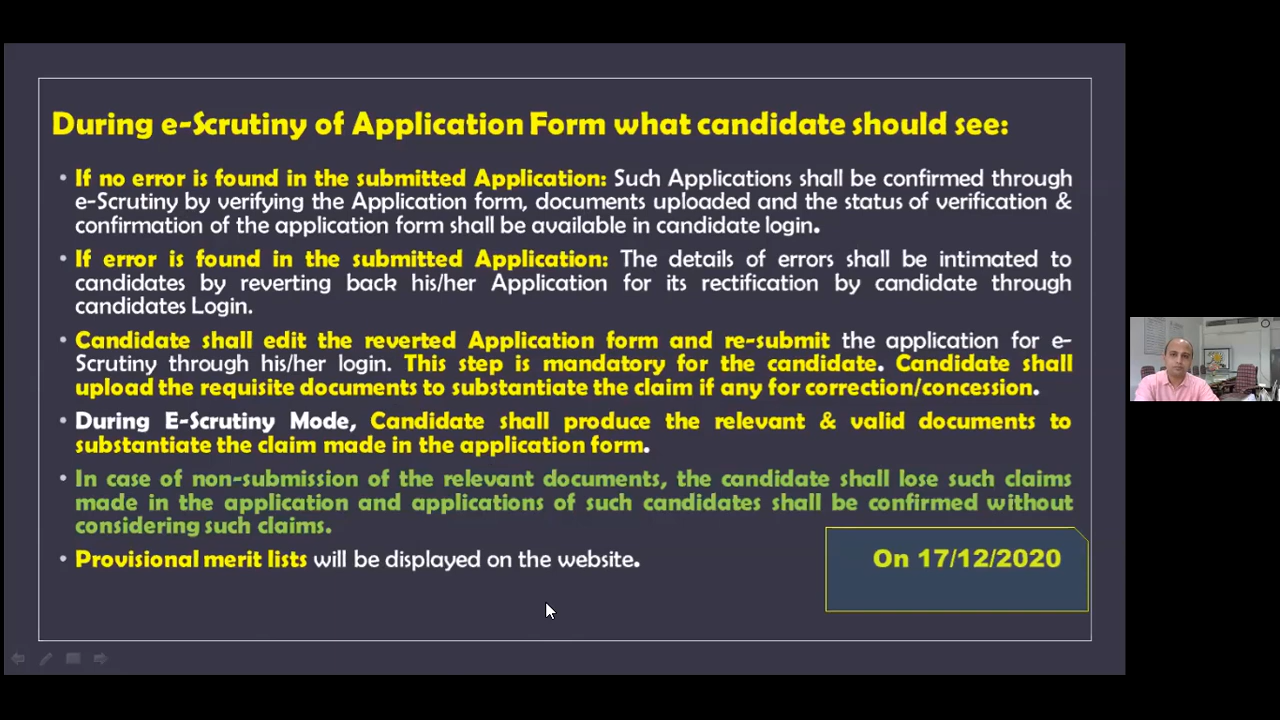 During e-Scrutiny of Application Form what candidate should see:
• If no error is found in the submitted Application: Such Applications shall be confirmed through
e-Scrutiny by verifying the Application form, documents uploaded and the status of verification &
confirmation of the application form shall be available in candidate login.
• If error is found in the submitted Application: The details of errors shall be intimated to
candidates by reverting back his/her Application for its rectification by candidate through
candidates Login.
• Candidate shall edit the reverted Application form and re-submit the application for e-
Scrutiny through his/her login. This step is mandatory for the candidate. Candidate shall
upload the requisite documents to substantiate the claim if any for correction/concession.
• During E-Scrutiny Mode, Candidate shall produce the relevant & valid documents to
substantiate the claim made in the application form.
• In case of non-submission of the relevant documents, the candidate shall lose such claims
made in the application and applications of such candidates shall be confirmed without
considering such claims.
• Provisional merit lists will be displayed on the website.
On 17/12/2020